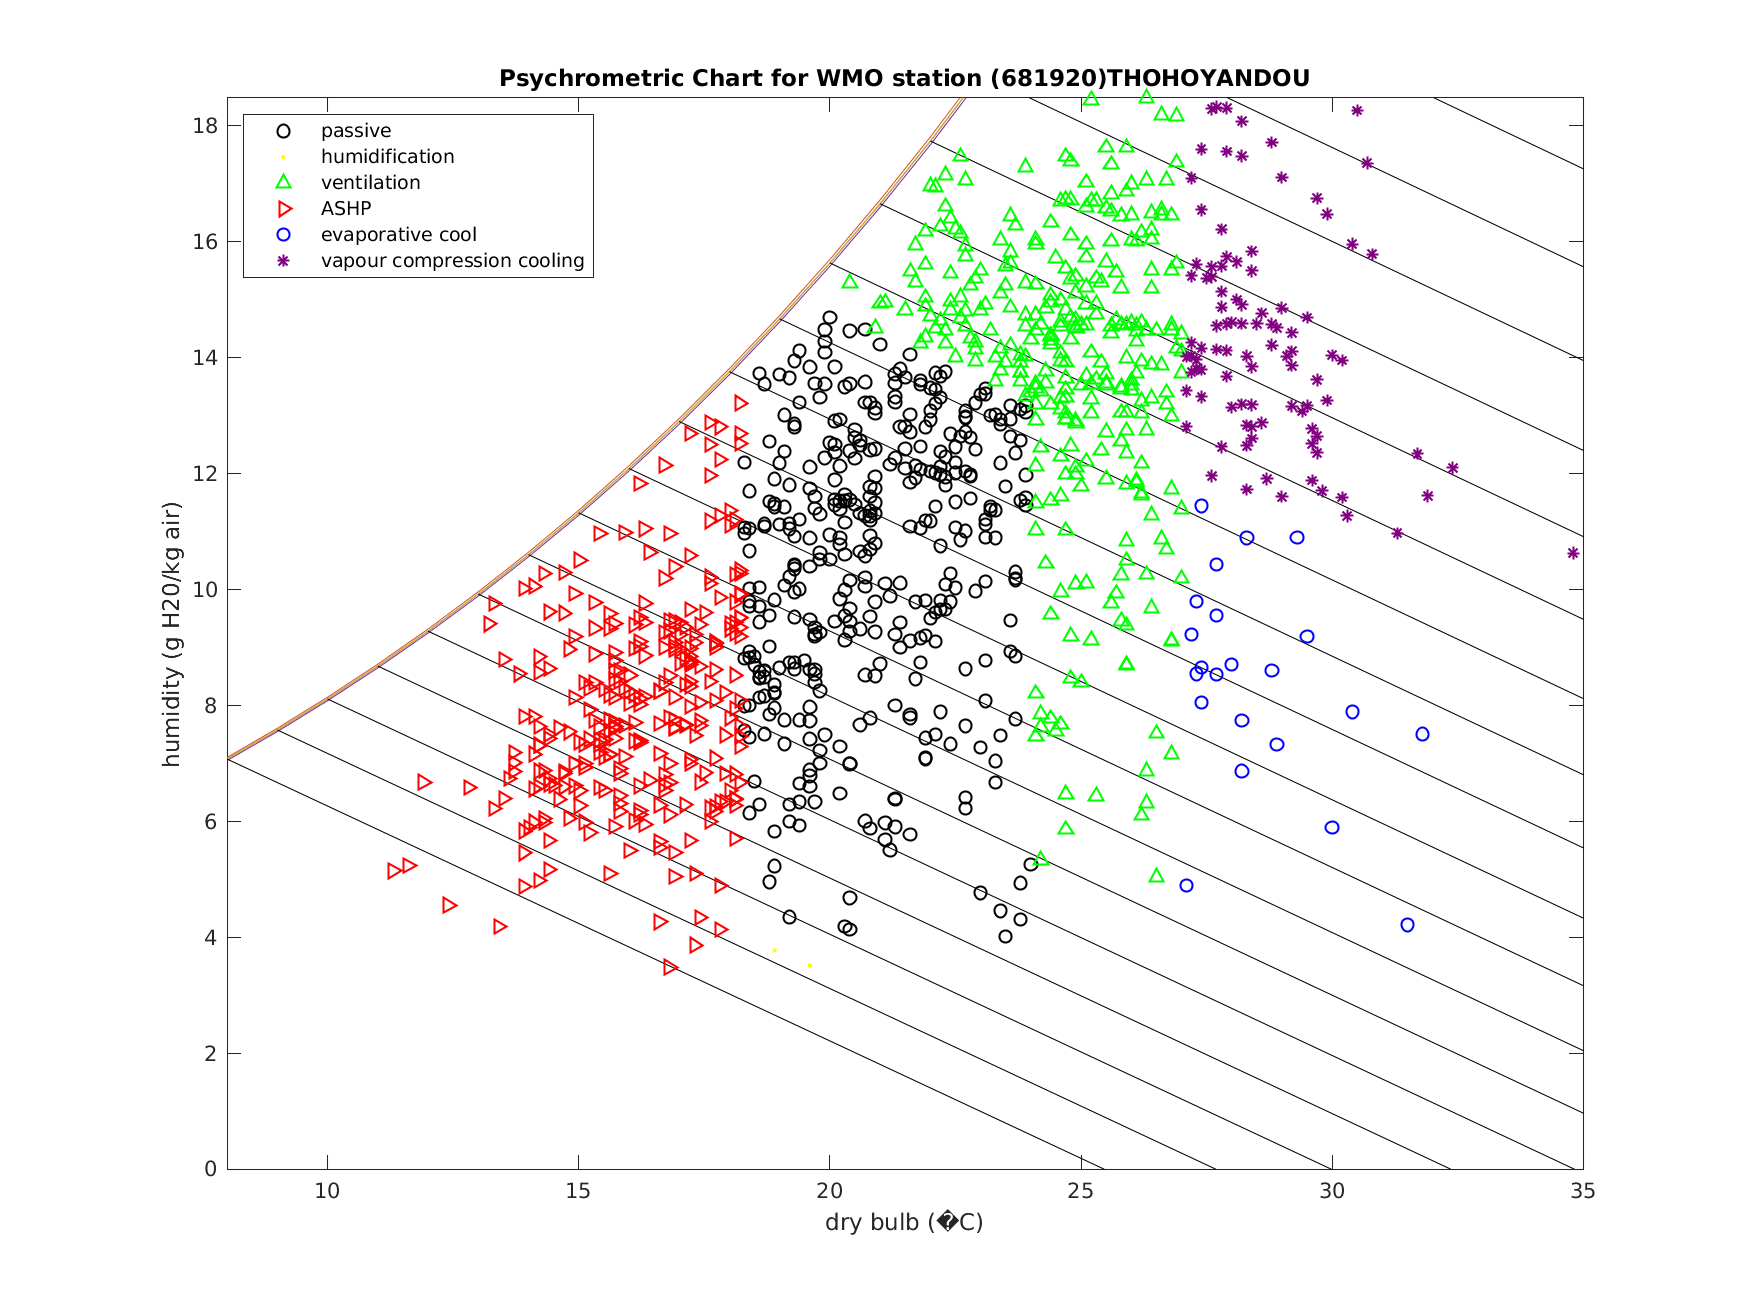 Psychrometric Chart for WMO station (681920)THOHOYANDOU
passive
humidification
ventilation
ASHP
evaporative cool
vapour compression cooling
humidity (g H20/kg air)
18
16
14
12
10
8
6
4
2
0
10 15 20 25 30 35
dry bulb (�C)